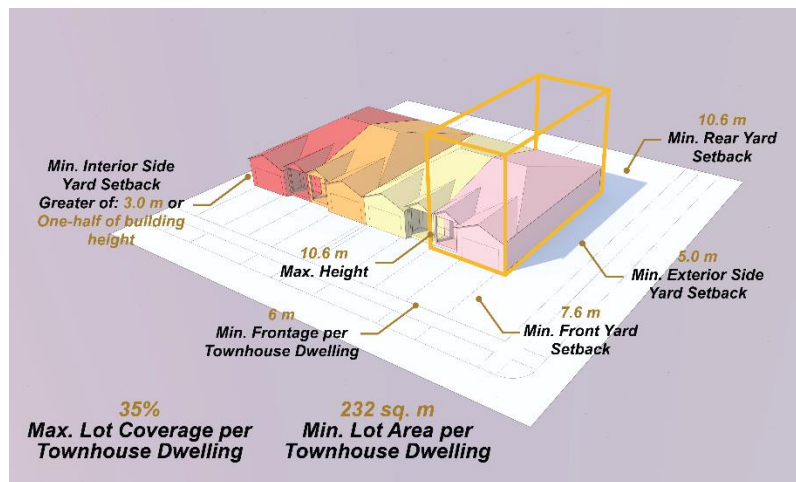 10.6 m
Min. Rear Yard
Setback
Min. Interior Side
Yard Setback
Greater of: 3.0 m or
One-half of building
height
10.6 m
Max. Height
5.0 m
Min. Exterior Side
Yard Setback
6 m
Min. Frontage per
Townhouse Dwelling
7.6 m
Min. Front Yard
Setback
35%
Max. Lot Coverage per
Townhouse Dwelling
232 sq. m
Min. Lot Area per
Townhouse Dwelling